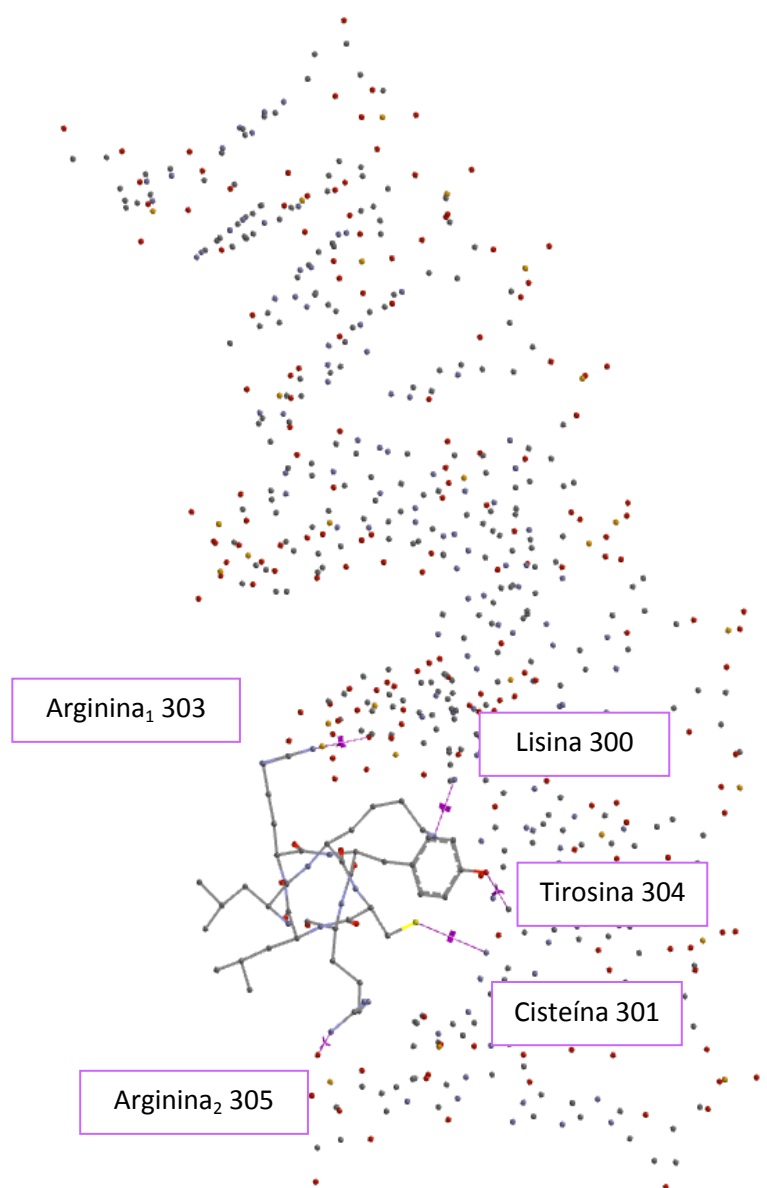 Arginina₁ 303
Lisina 300
Tirosina 304
Cisteína 301
Arginina₂ 305